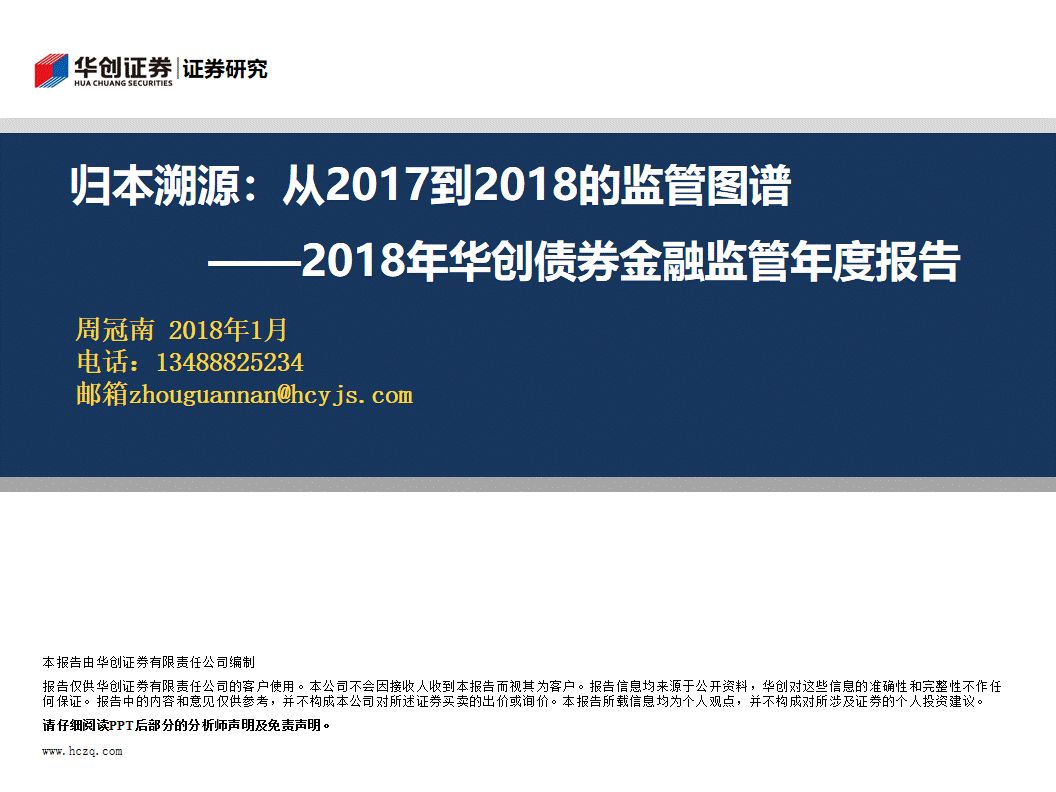 华创证券 证券研究
HUA CHUANG SECURITIES
归本溯源：从2017到2018的监管图谱
——2018年华创债券金融监管年度报告
周冠南 2018年1月
电话：13488825234
邮箱zhouguannan@hcyjs.com
本报告由华创证券有限责任公司编制
报告仅供华创证券有限责任公司的客户使用。本公司不会因接收人收到本报告而视其为客户。报告信息均来源于公开资料，华创对这些信息的准确性和完整性不作任
何保证。报告中的内容和意见仅供参考，并不构成本公司对所述证券买卖的出价或询价。本报告所载信息均为个人观点，并不构成对所涉及证券的个人投资建议。
请仔细阅读PPT后部分的分析师声明及免责声明。
www.hczq.com